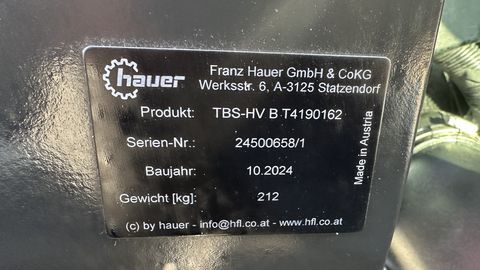 hauer
Franz Hauer GmbH & CoKG
Werksstr. 6, A-3125 Statzendorf
Produkt: TBS-HV B T4190162
Serien-Nr.: 24500658/1
Baujahr: 10.2024
Gewicht [kg]: 212
Made in Austria
(c) by hauer - info@hfl.co.at - www.hfl.co.at